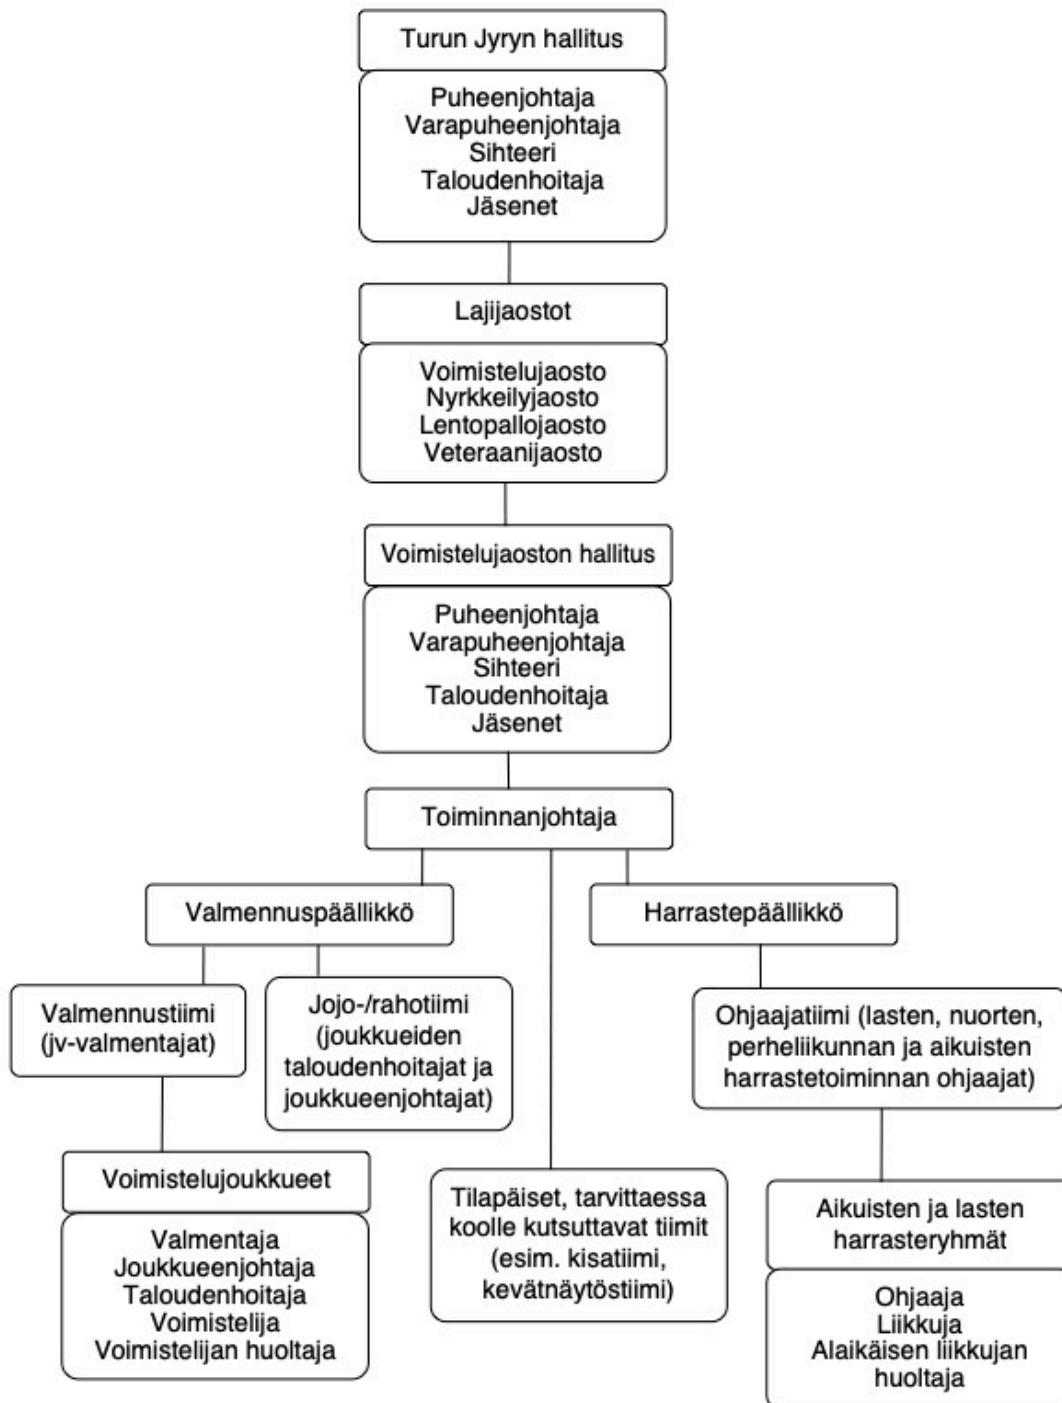 Turun Jyryn hallitus
Puheenjohtaja
Varapuheenjohtaja
Sihteeri
Taloudenhoitaja
Jäsenet
Lajijaostot
Voimistelujaosto
Nyrkkeilyjaosto
Lentopallojaosto
Veteraanijaosto
Voimistelujaoston hallitus
Puheenjohtaja
Varapuheenjohtaja
Sihteeri
Taloudenhoitaja
Jäsenet
Toiminnanjohtaja
Valmennuspäällikkö
Harrastepäällikkö
Valmennustiimi
(jv-valmentajat)
Jojo-/rahotiimi
(joukkueiden
taloudenhoitajat ja
joukkueenjohtajat)
Ohjaajatiimi (lasten, nuorten,
perheliikunnan ja aikuisten
harrastetoiminnan ohjaajat)
Voimistelujoukkueet
Valmentaja
Joukkueenjohtaja
Taloudenhoitaja
Voimistelija
Voimistelijan huoltaja
Tilapäiset, tarvittaessa
koolle kutsuttavat tiimit
(esim. kisatiimi,
kevätnäytöstiimi)
Aikuisten ja lasten
harrasteryhmät
Ohjaaja
Liikkuja
Alaikäisen liikkujan
huoltaja